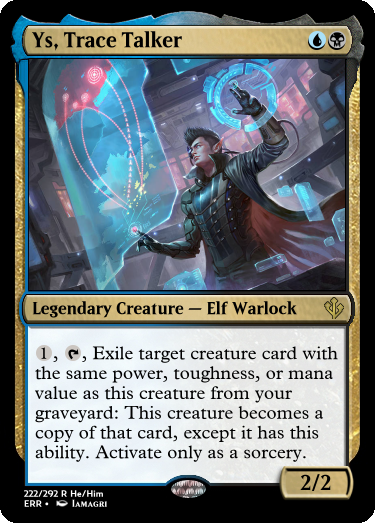 Ys, Trace Talker
Legendary Creature — Elf Warlock
1, T, Exile target creature card with
the same power, toughness, or mana
value as this creature from your
graveyard: This creature becomes a
copy of that card, except it has this
ability. Activate only as a sorcery.
2/2
222/292 R He/Him
ERR • Iamagri